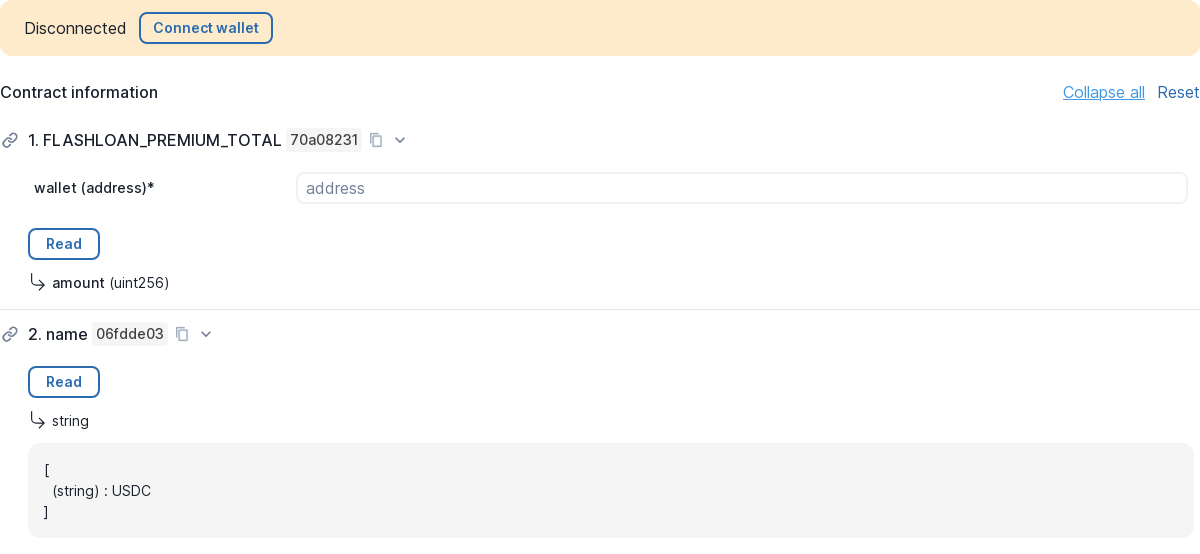 Disconnected Connect wallet
Contract information Collapse all Reset
1. FLASHLOAN_PREMIUM_TOTAL 70a08231
wallet (address)* address
Read
amount (uint256)
2. name 06fdde03
Read
string
[
(string) : USDC
]